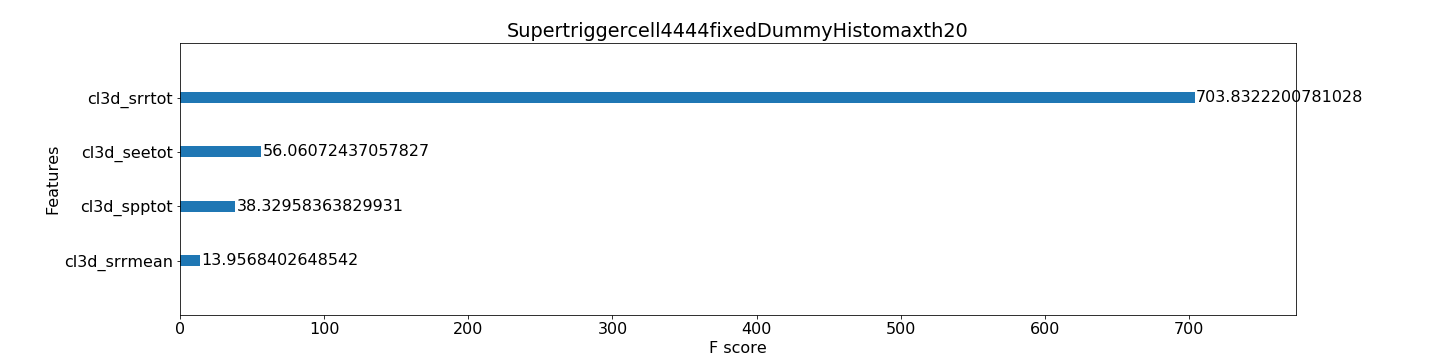 Supertriggercell4444fixedDummyHistomaxth20
cl3d_srrtot 703.8322200781028
cl3d_seetot 56.06072437057827
cl3d_spptot 38.32958363829931
cl3d_srrmean 13.9568402648542
Features
0 100 200 300 400 500 600 700
F score